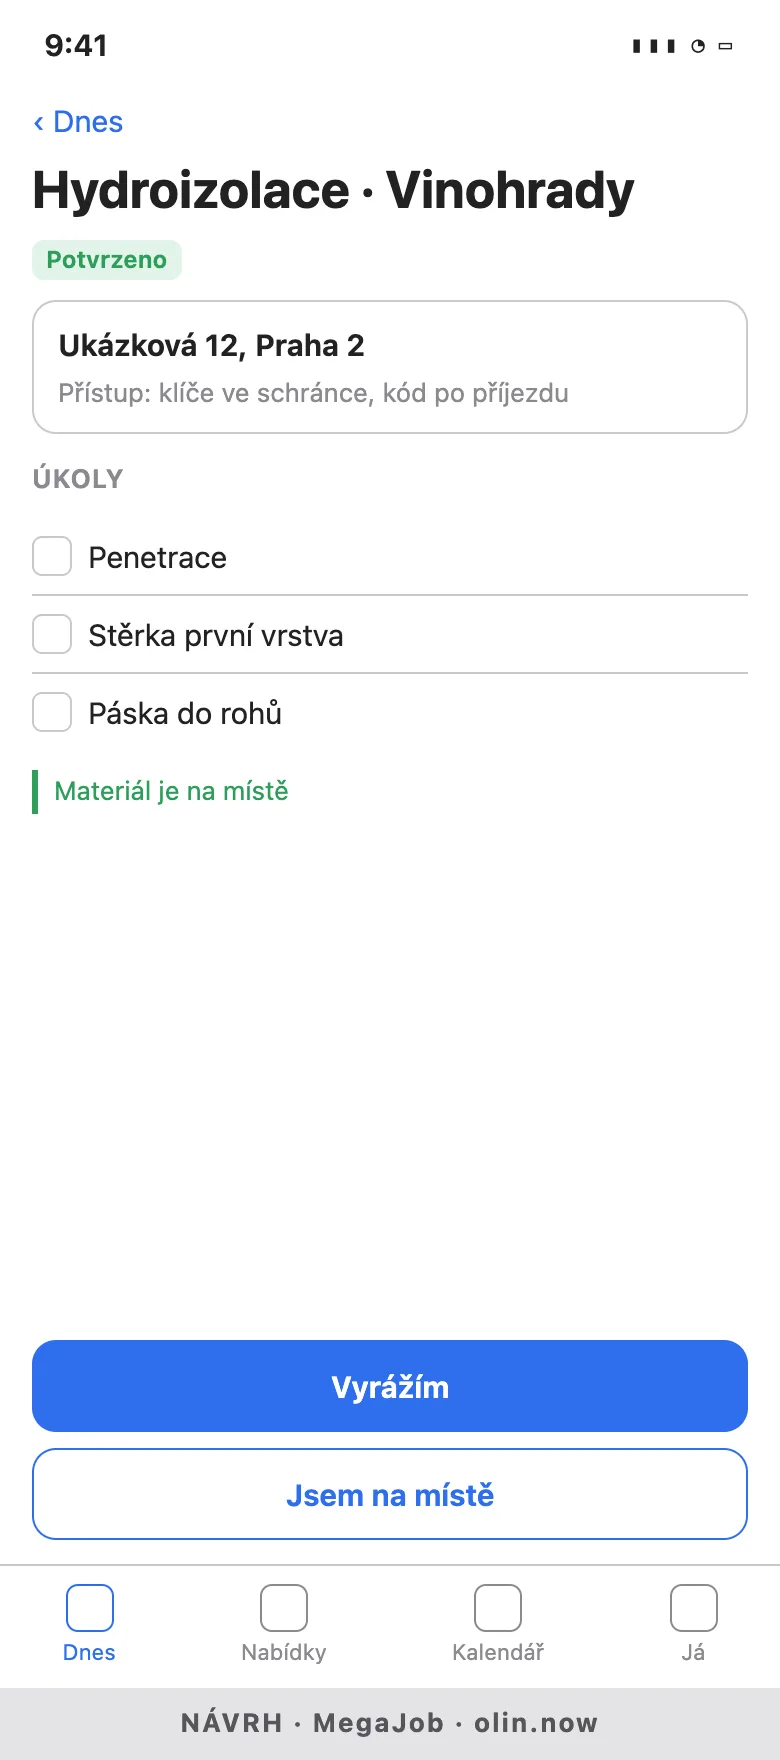 9:41
‹ Dnes
Hydroizolace · Vinohrady
Potvrzeno
Ukázková 12, Praha 2
Přístup: klíče ve schránce, kód po příjezdu
ÚKOLY
Penetrace
Stěrka první vrstva
Páska do rohů
Materiál je na místě
Vyrážím
Jsem na místě
Dnes
Nabídky
Kalendář
Já
NÁVRH · MegaJob · olin.now